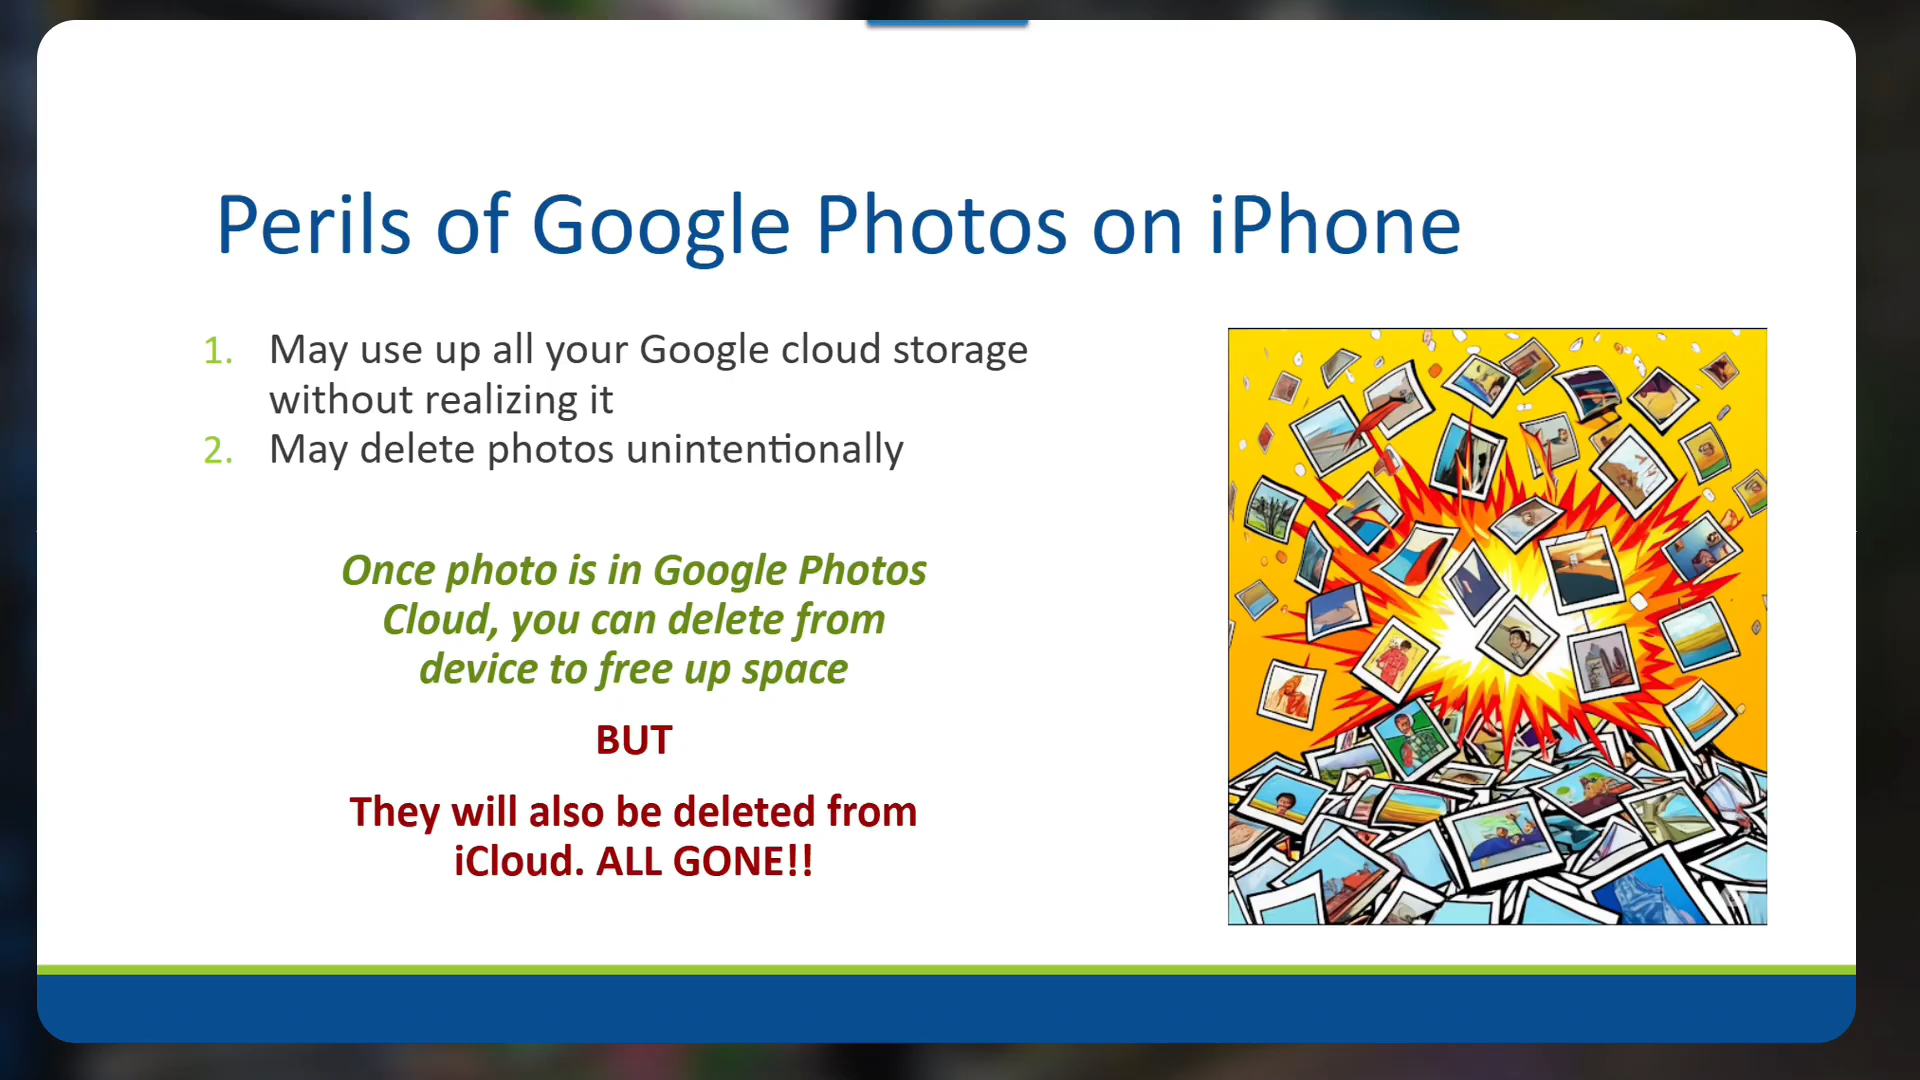 Perils of Google Photos on iPhone
1. May use up all your Google cloud storage
without realizing it
2. May delete photos unintentionally
Once photo is in Google Photos
Cloud, you can delete from
device to free up space
BUT
They will also be deleted from
iCloud. ALL GONE!!